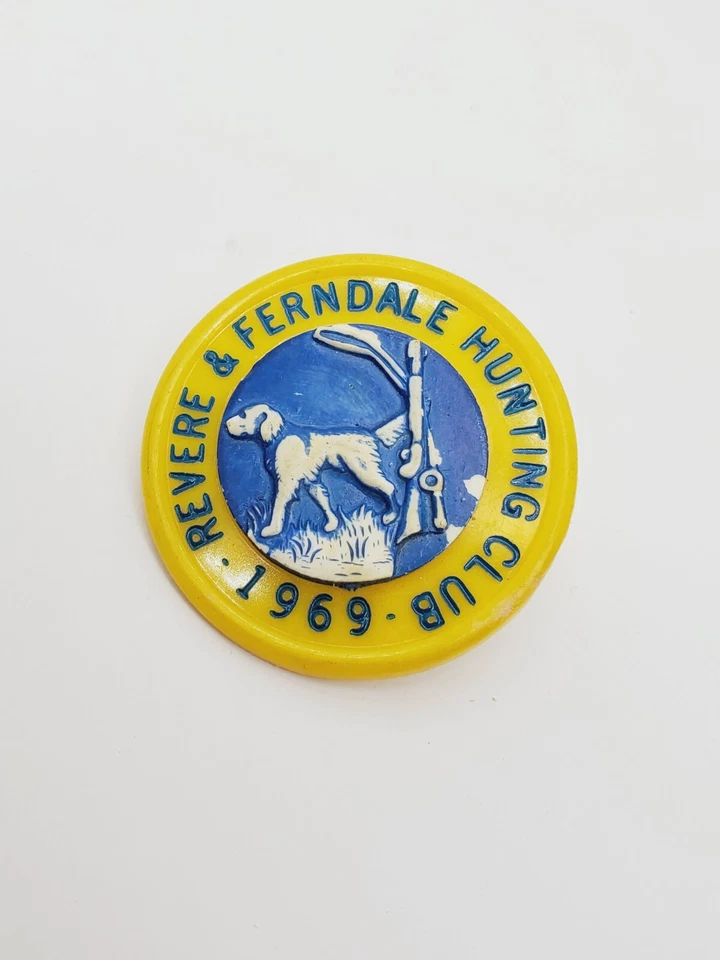 · REVERE & FERNDALE HUNTING CLUB ·
1969